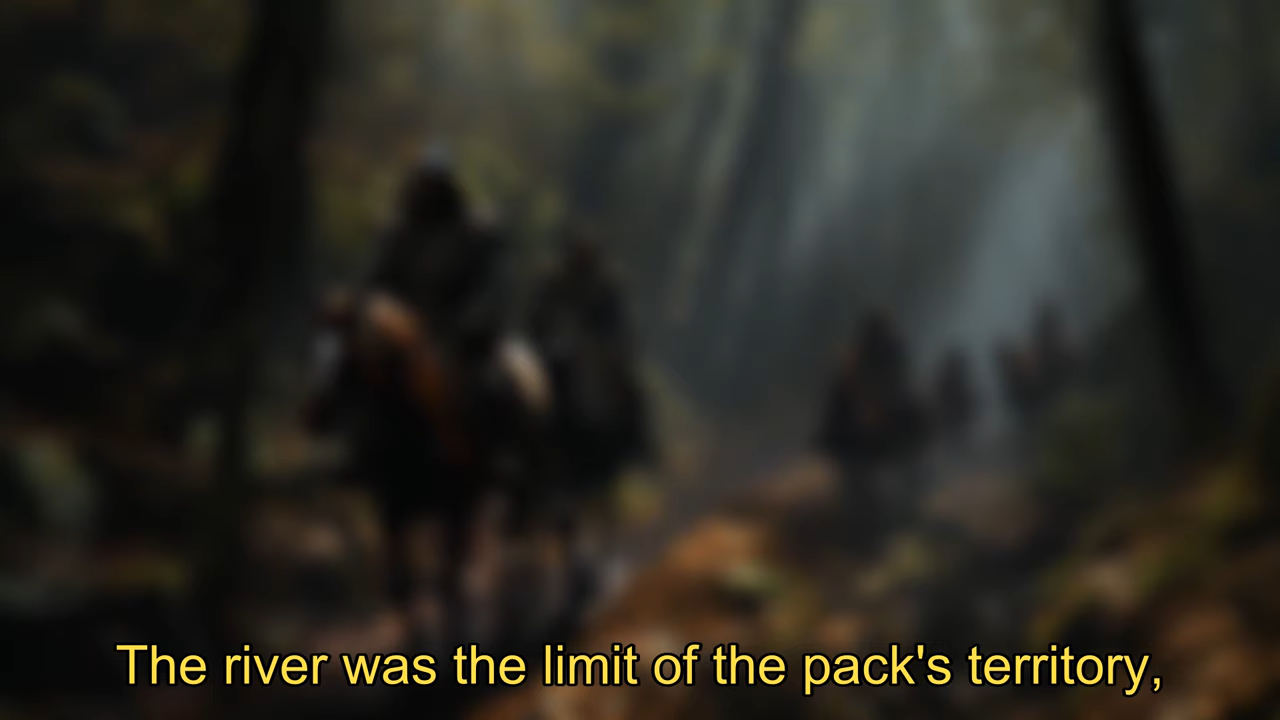 The river was the limit of the pack's territory,